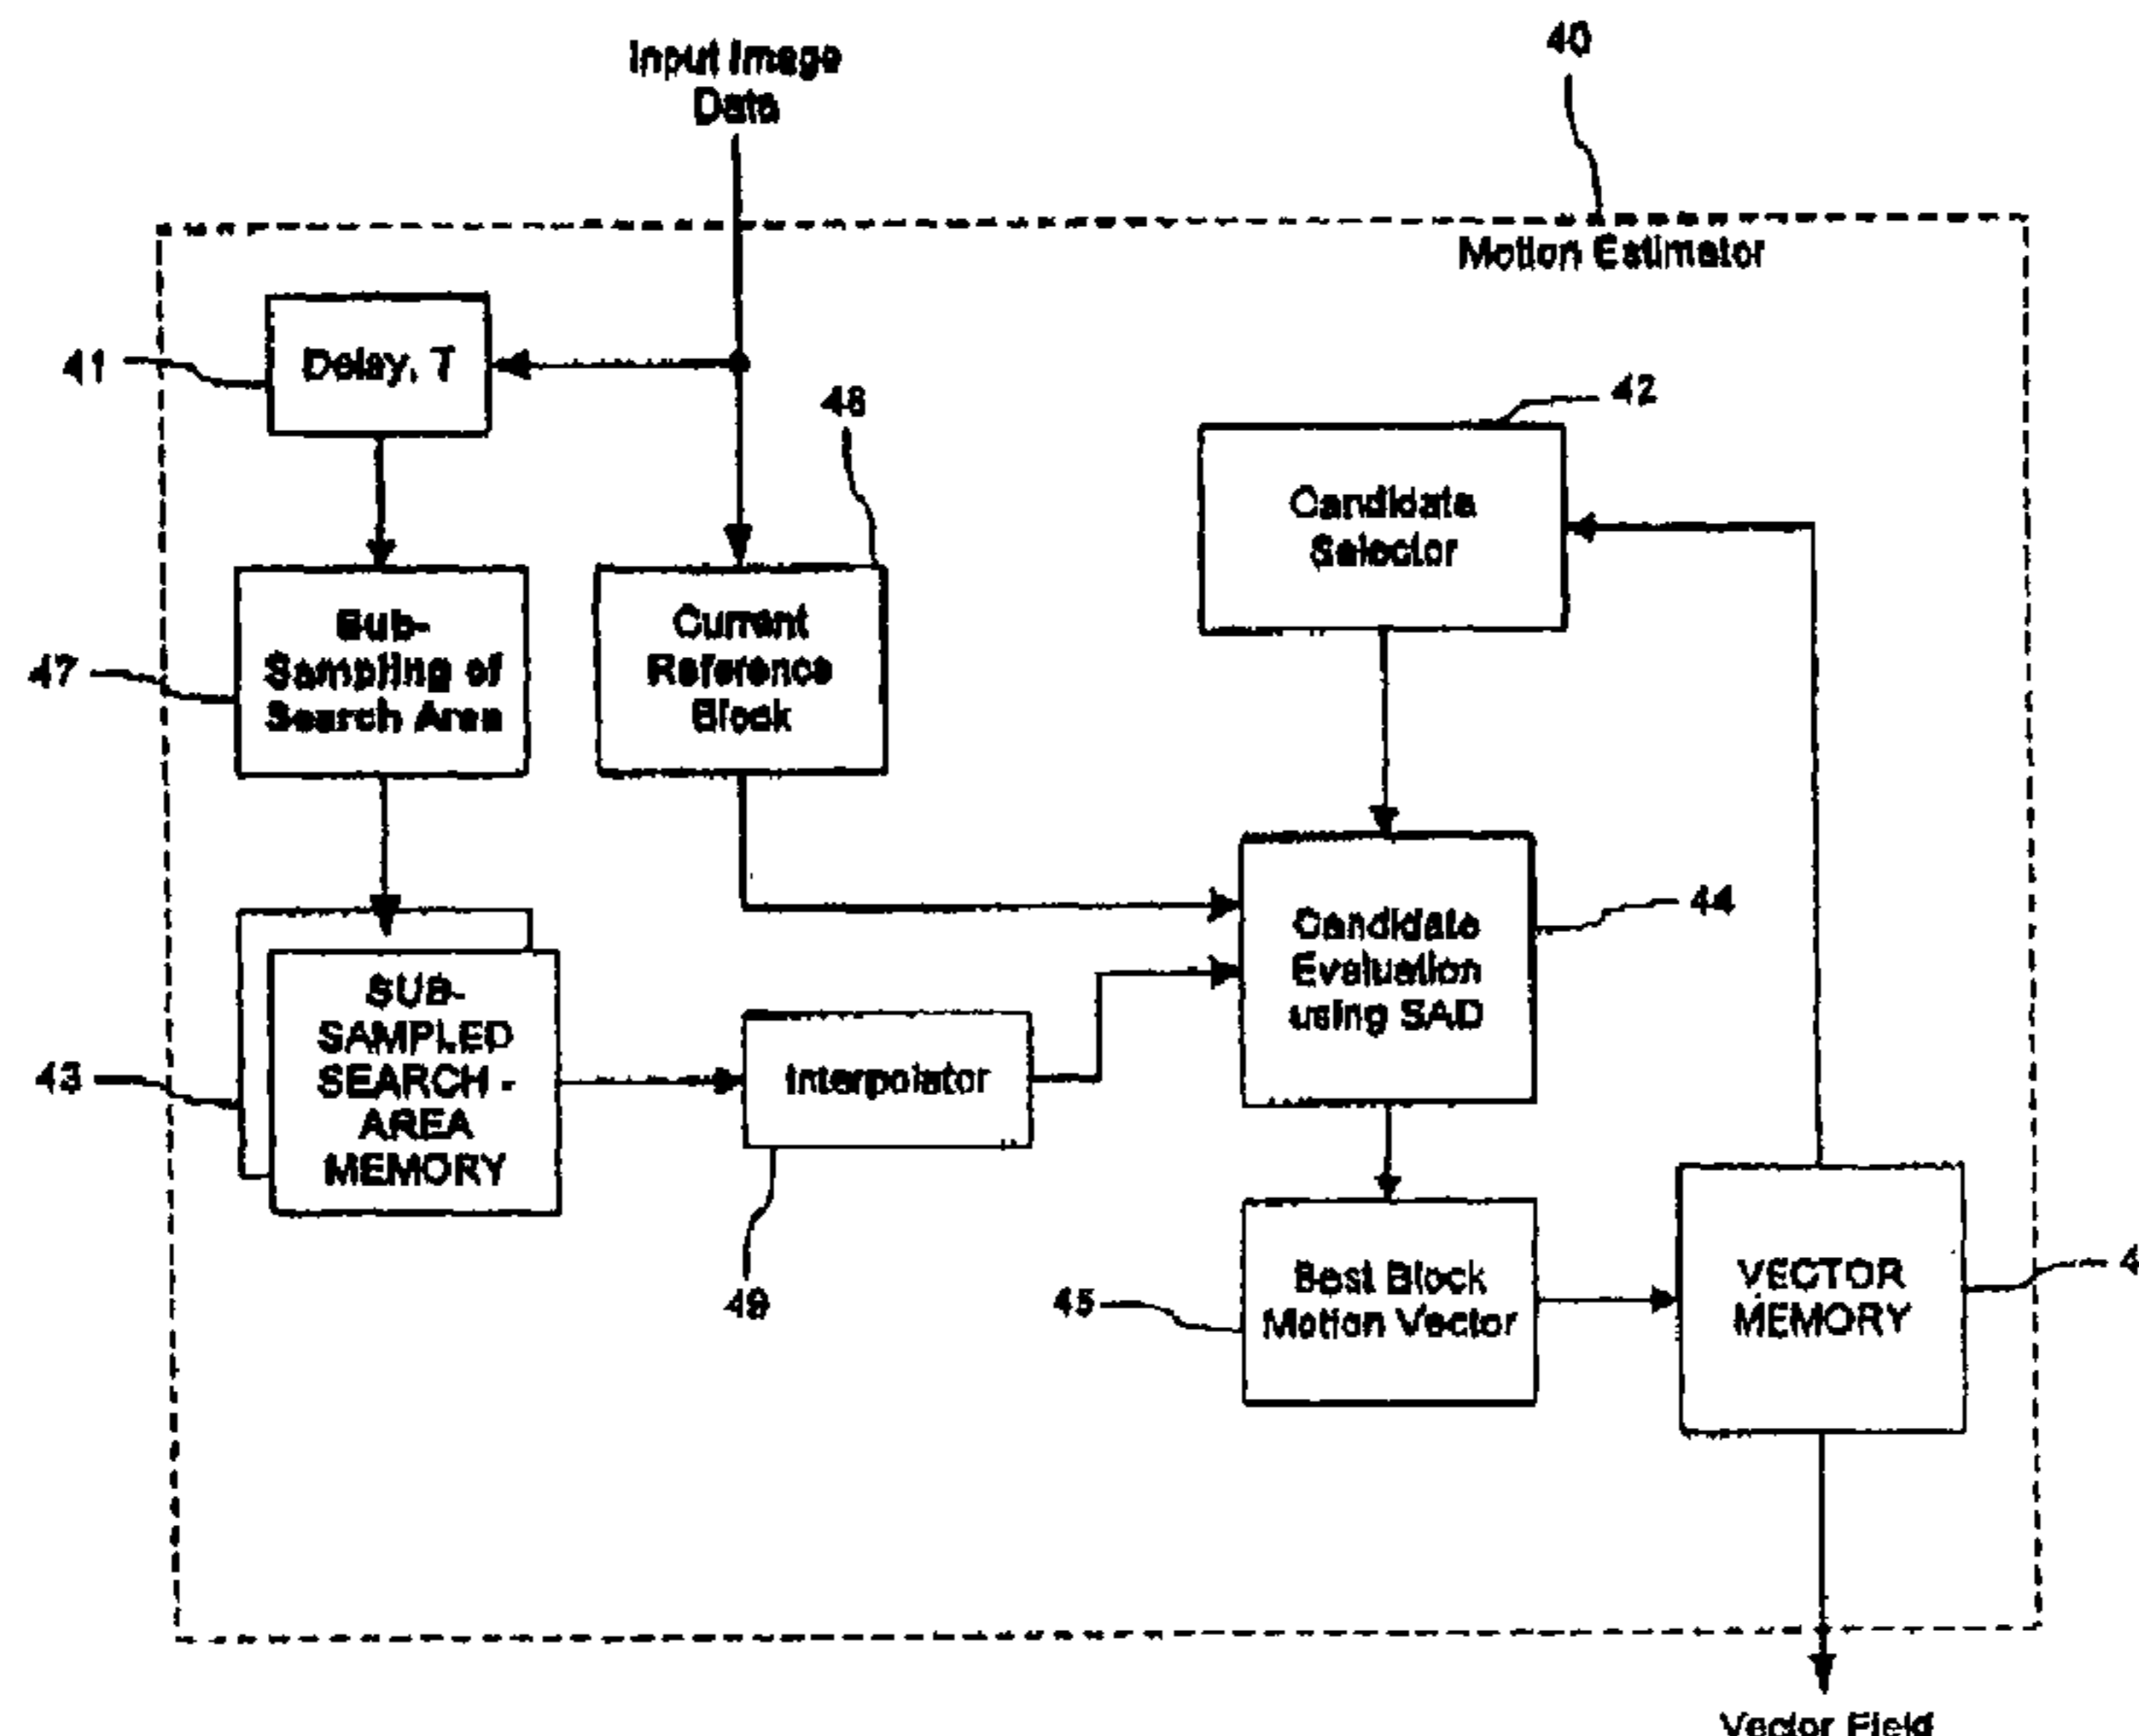 Input Image
Data
40
Motion Estimator
41
Delay, T
48
42
Candidate
Selector
47
Sub-
Sampling of
Search Area
Current
Reference
Block
44
Candidate
Evaluation
using SAD
43
SUB-
SAMPLED
SEARCH -
AREA
MEMORY
Interpolator
49
45
Best Block
Motion Vector
VECTOR
MEMORY
4
Vector Field